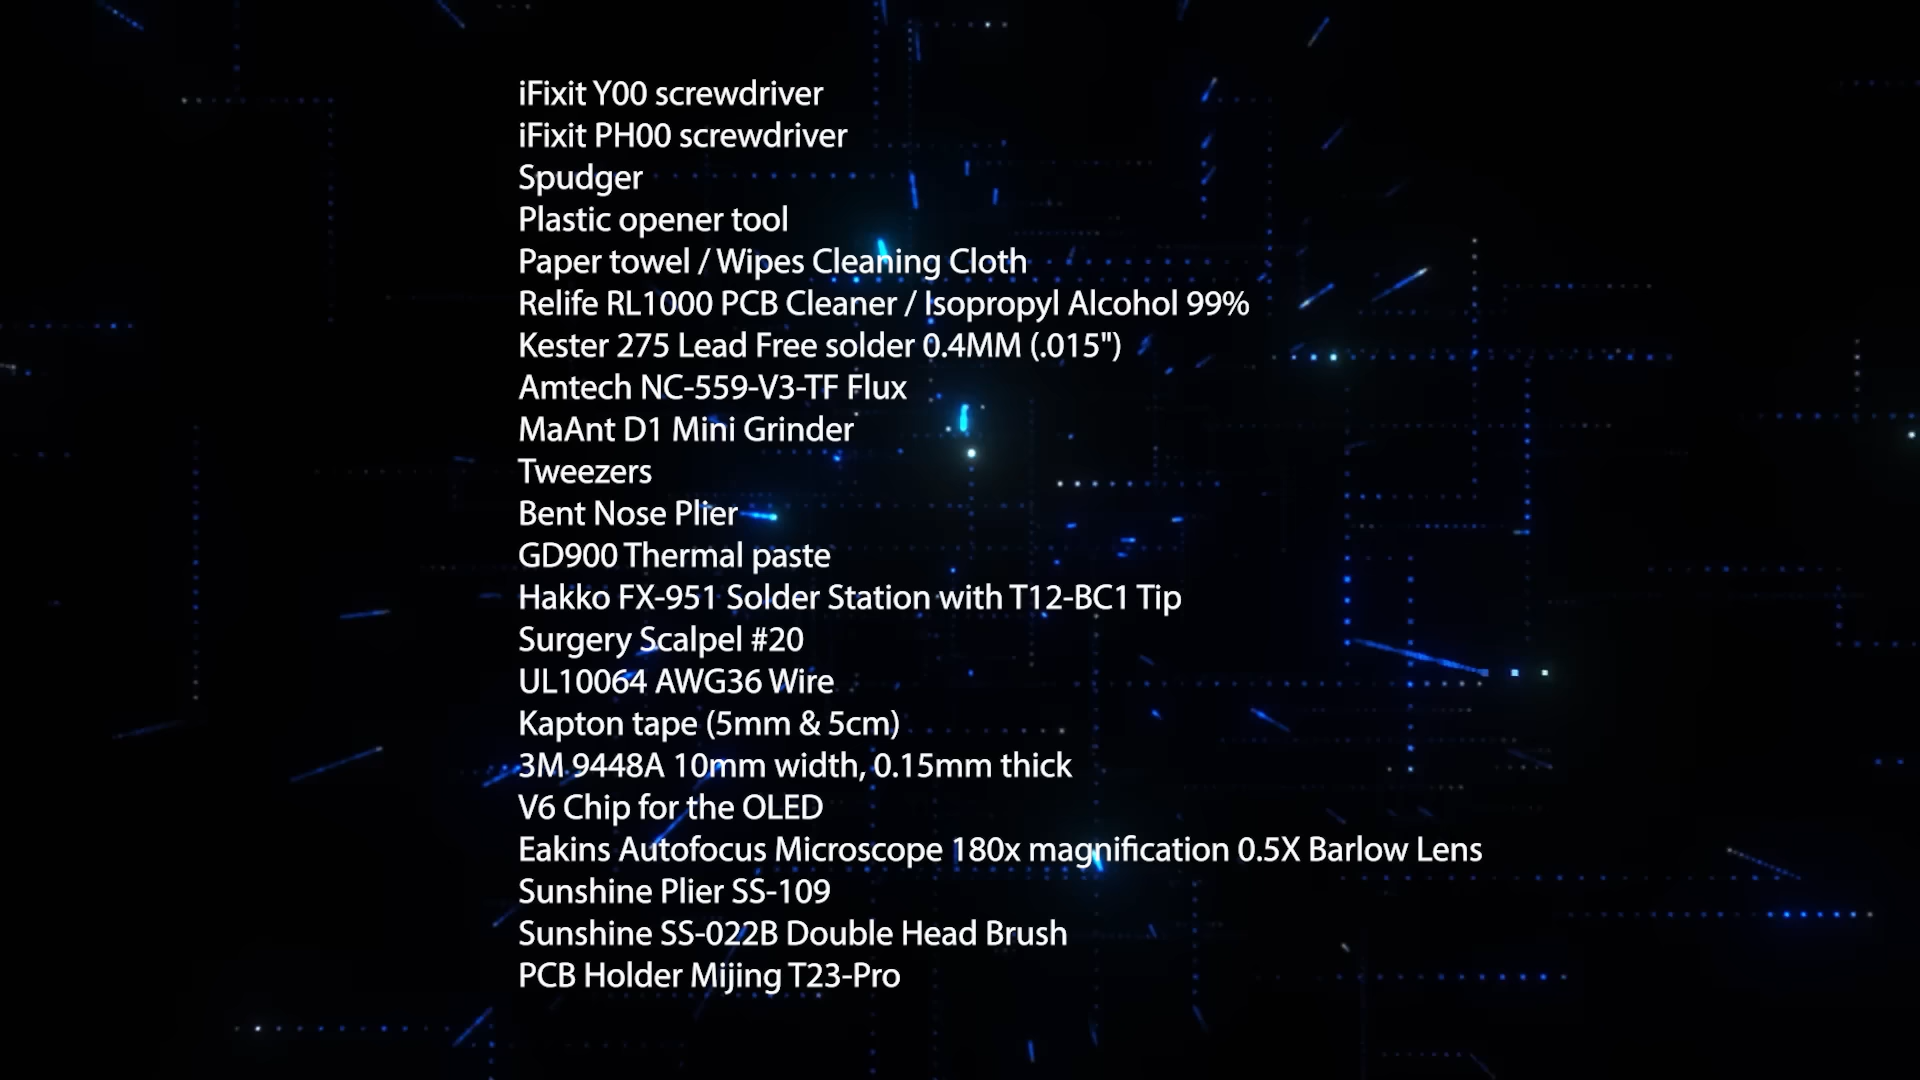 iFixit Y00 screwdriver
iFixit PH00 screwdriver
Spudger
Plastic opener tool
Paper towel / Wipes Cleaning Cloth
Relife RL1000 PCB Cleaner / Isopropyl Alcohol 99%
Kester 275 Lead Free solder 0.4MM (.015")
Amtech NC-559-V3-TF Flux
MaAnt D1 Mini Grinder
Tweezers
Bent Nose Plier
GD900 Thermal paste
Hakko FX-951 Solder Station with T12-BC1 Tip
Surgery Scalpel #20
UL10064 AWG36 Wire
Kapton tape (5mm & 5cm)
3M 9448A 10mm width, 0.15mm thick
V6 Chip for the OLED
Eakins Autofocus Microscope 180x magnification 0.5X Barlow Lens
Sunshine Plier SS-109
Sunshine SS-022B Double Head Brush
PCB Holder Mijing T23-Pro